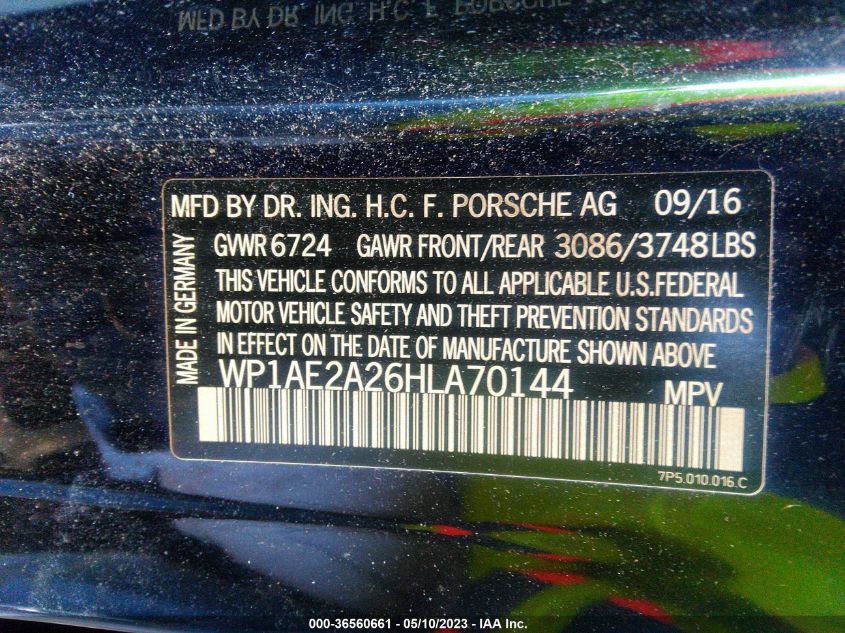 MFD BY DR. ING. H.C. F. PORSCHE AG 09/16
GVWR 6724 GAWR FRONT/REAR 3086/3748LBS
THIS VEHICLE CONFORMS TO ALL APPLICABLE U.S.FEDERAL
MOTOR VEHICLE SAFETY AND THEFT PREVENTION STANDARDS
IN EFFECT ON THE DATE OF MANUFACTURE SHOWN ABOVE
MADE IN GERMANY
WP1AE2A26HLA70144 MPV
7P5.010.016.C
000-36560661 - 05/10/2023 - IAA Inc.